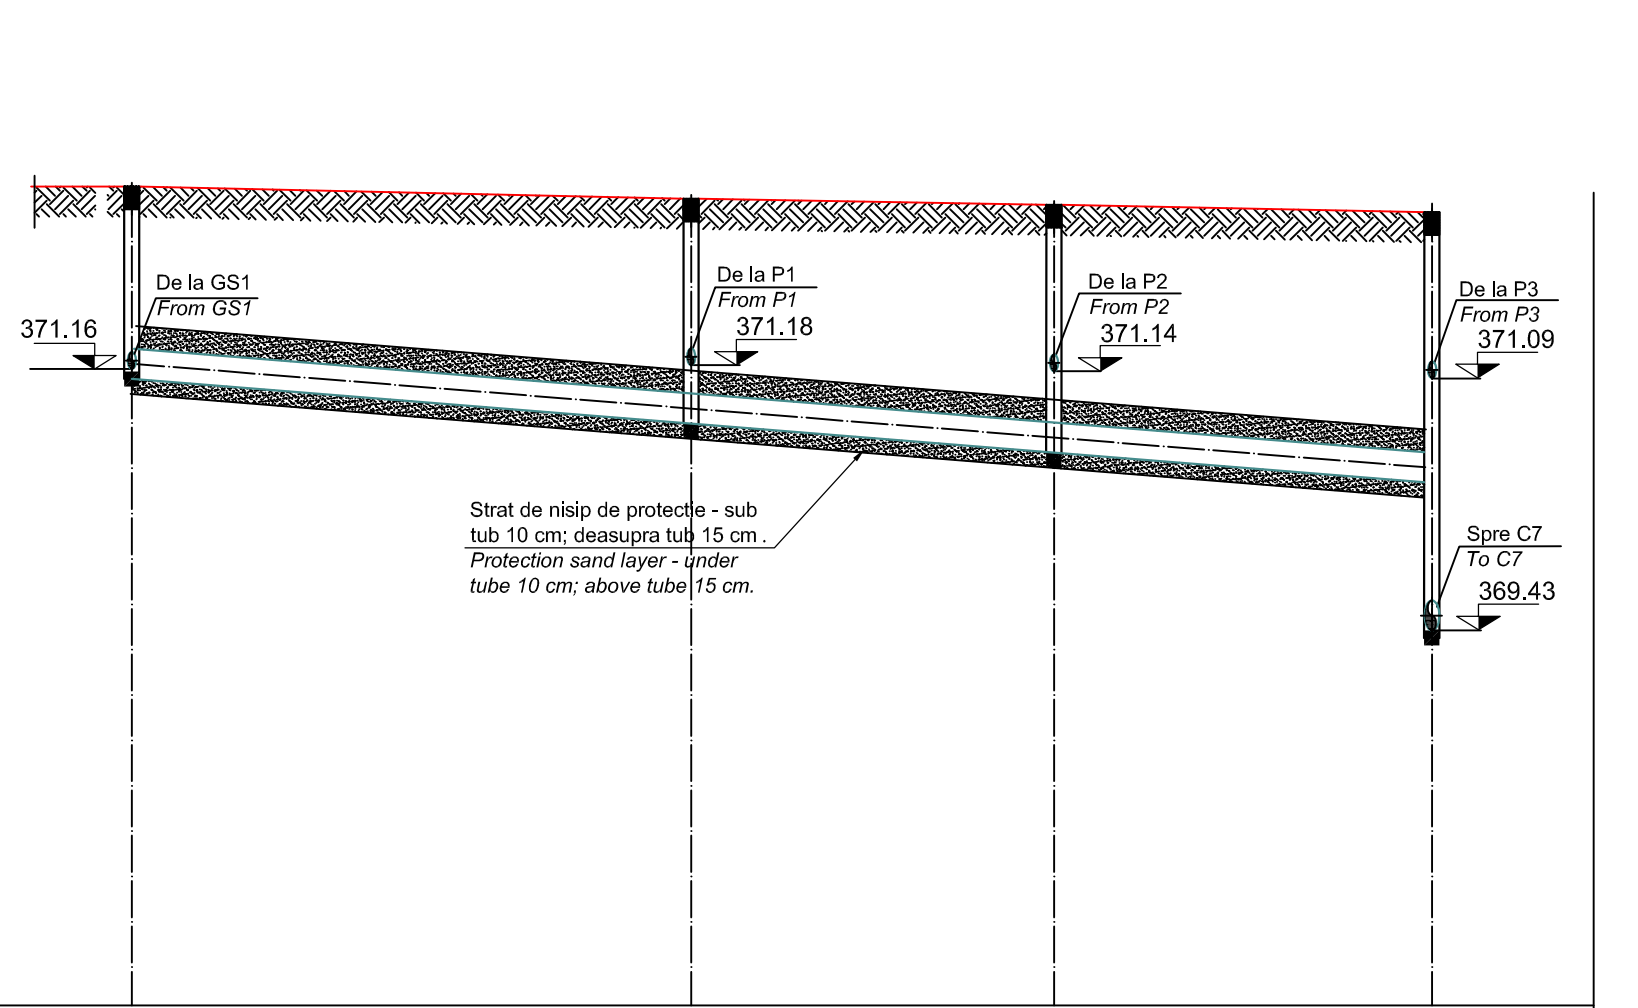 De la GS1
From GS1
371.16
De la P1
From P1
371.18
De la P2
From P2
371.14
De la P3
From P3
371.09
Strat de nisip de protectie - sub
tub 10 cm; deasupra tub 15 cm .
Protection sand layer - under
tube 10 cm; above tube 15 cm.
Spre C7
To C7
369.43